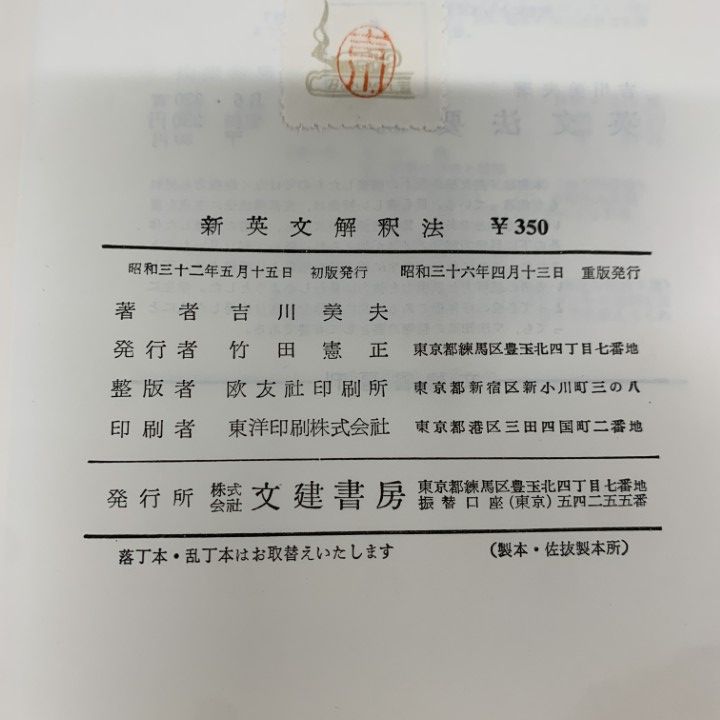 吉川
新英文解釈法 ￥350
昭和三十二年五月十五日 初版発行 昭和三十六年四月十三日 重版発行
著者 吉川美夫
発行者 竹田憲正 東京都練馬区豊玉北四丁目七番地
整版者 欧友社印刷所 東京都新宿区新小川町三の八
印刷者 東洋印刷株式会社 東京都港区三田四国町二番地
発行所 株式会社 文建書房 東京都練馬区豊玉北四丁目七番地
振替口座(東京)五四二五五番
落丁本・乱丁本はお取替えいたします (製本・佐抜製本所)